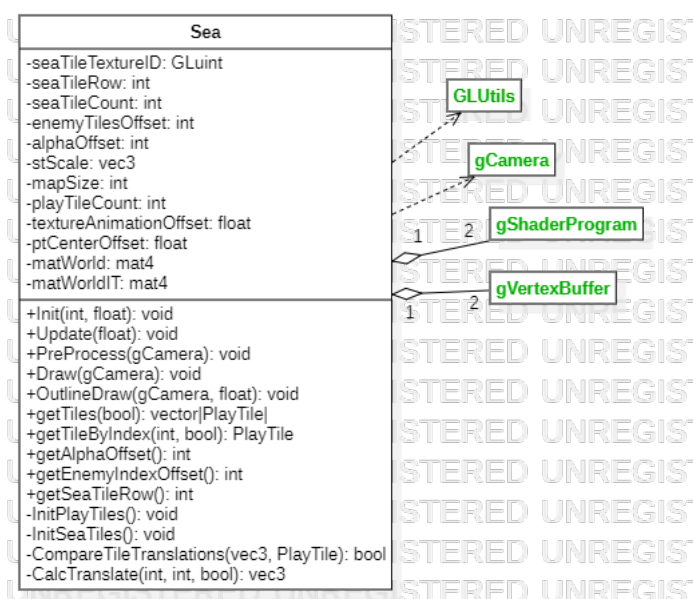 Sea
-seaTileTextureID: GLuint
-seaTileRow: int
-seaTileCount: int
-enemyTilesOffset: int
-alphaOffset: int
-stScale: vec3
-mapSize: int
-playTileCount: int
-textureAnimationOffset: float
-ptCenterOffset: float
-matWorld: mat4
-matWorldIT: mat4
+Init(int, float): void
+Update(float): void
+PreProcess(gCamera): void
+Draw(gCamera): void
+OutlineDraw(gCamera, float): void
+getTiles(bool): vector|PlayTile|
+getTileByIndex(int, bool): PlayTile
+getAlphaOffset(): int
+getEnemyIndexOffset(): int
+getSeaTileRow(): int
-InitPlayTiles(): void
-InitSeaTiles(): void
-CompareTileTranslations(vec3, PlayTile): bool
-CalcTranslate(int, int, bool): vec3
GLUtils
gCamera
1 2
gShaderProgram
gVertexBuffer
1 2
UNREGISTERED UNREGISTERED